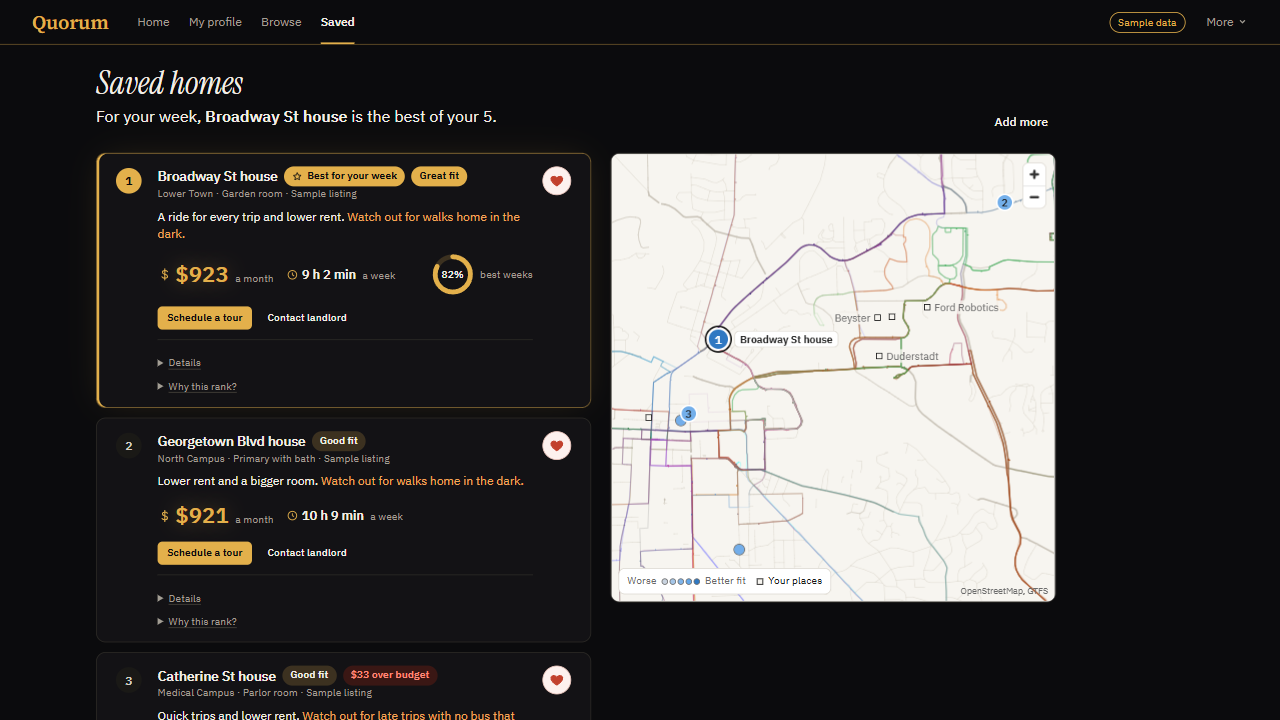 Quorum
Home
My profile
Browse
Saved
Sample data
More
Saved homes
For your week, Broadway St house is the best of your 5.
Add more
1
Broadway St house
Best for your week
Great fit
Lower Town · Garden room · Sample listing
A ride for every trip and lower rent. Watch out for walks home in the
dark.
$ $923 a month
9 h 2 min a week
82%
best weeks
Schedule a tour
Contact landlord
Details
Why this rank?
2
Georgetown Blvd house
Good fit
North Campus · Primary with bath · Sample listing
Lower rent and a bigger room. Watch out for walks home in the dark.
$ $921 a month
10 h 9 min a week
Schedule a tour
Contact landlord
Details
Why this rank?
3
Catherine St house
Good fit
$33 over budget
Medical Campus · Parlor room · Sample listing
Quick trips and lower rent. Watch out for late trips with no bus that
+
−
2
Ford Robotics
Beyster
1
Broadway St house
Duderstadt
3
Worse
Better fit
Your places
OpenStreetMap, GTFS